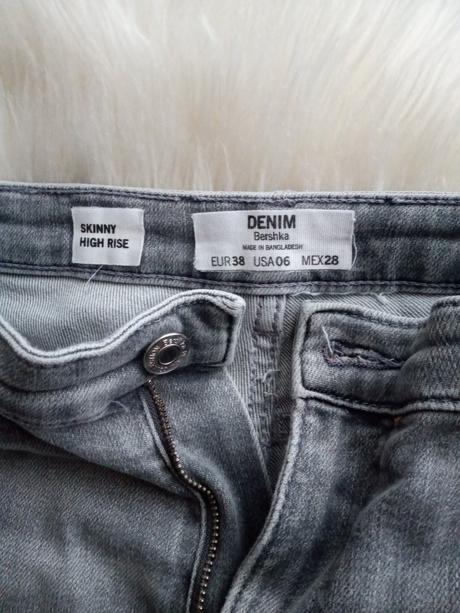 SKINNY
HIGH RISE
DENIM
Bershka
MADE IN BANGLADESH
EUR 38 USA 06 MEX 28